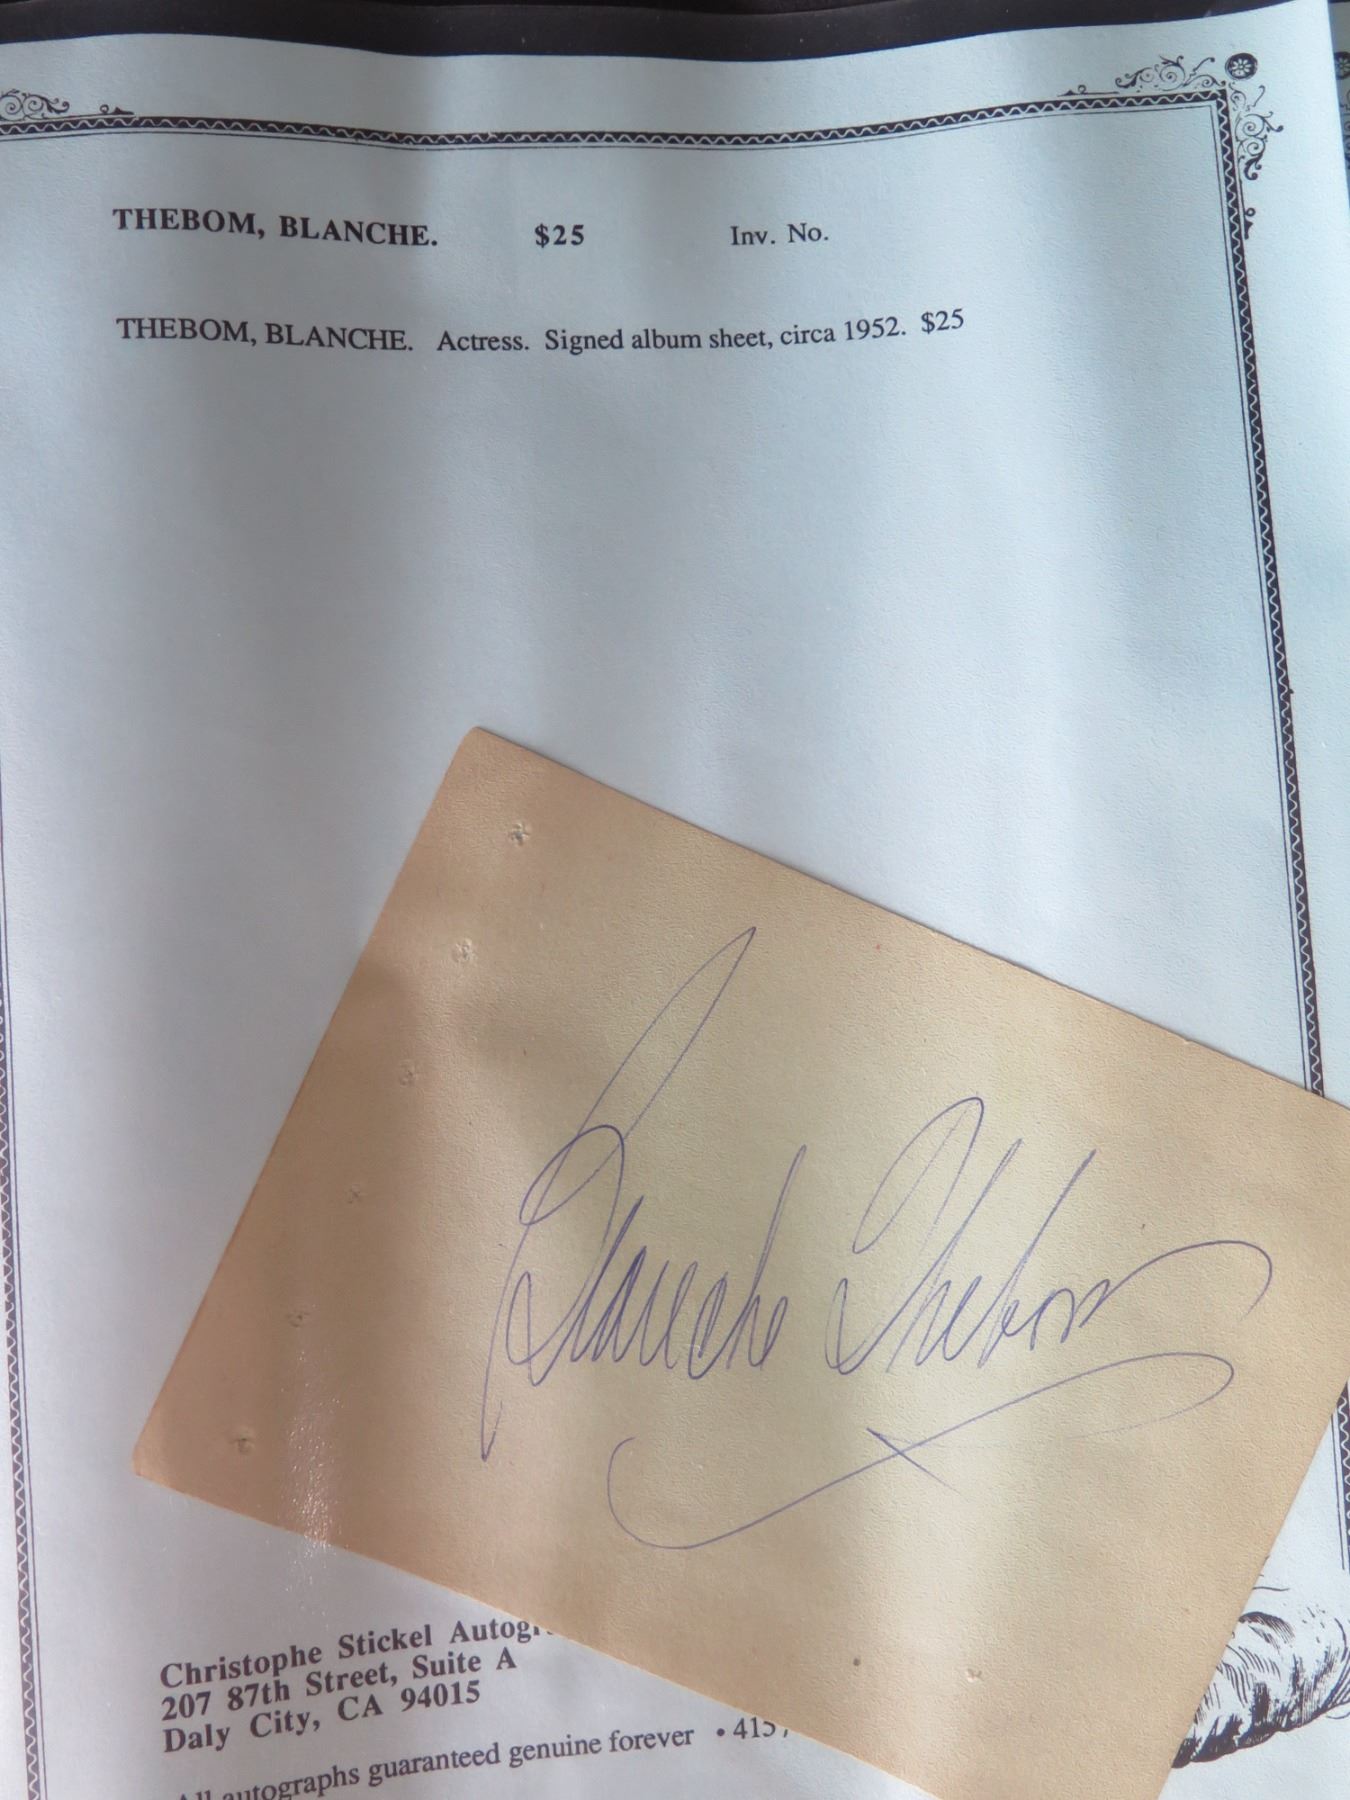 THEBOM, BLANCHE. $25 Inv. No.
THEBOM, BLANCHE. Actress. Signed album sheet, circa 1952. $25
Blanche Thebom
Christophe Stickel
207 87th Street, Suite A
Daly City, CA 94015
autographs guaranteed genuine forever • 415